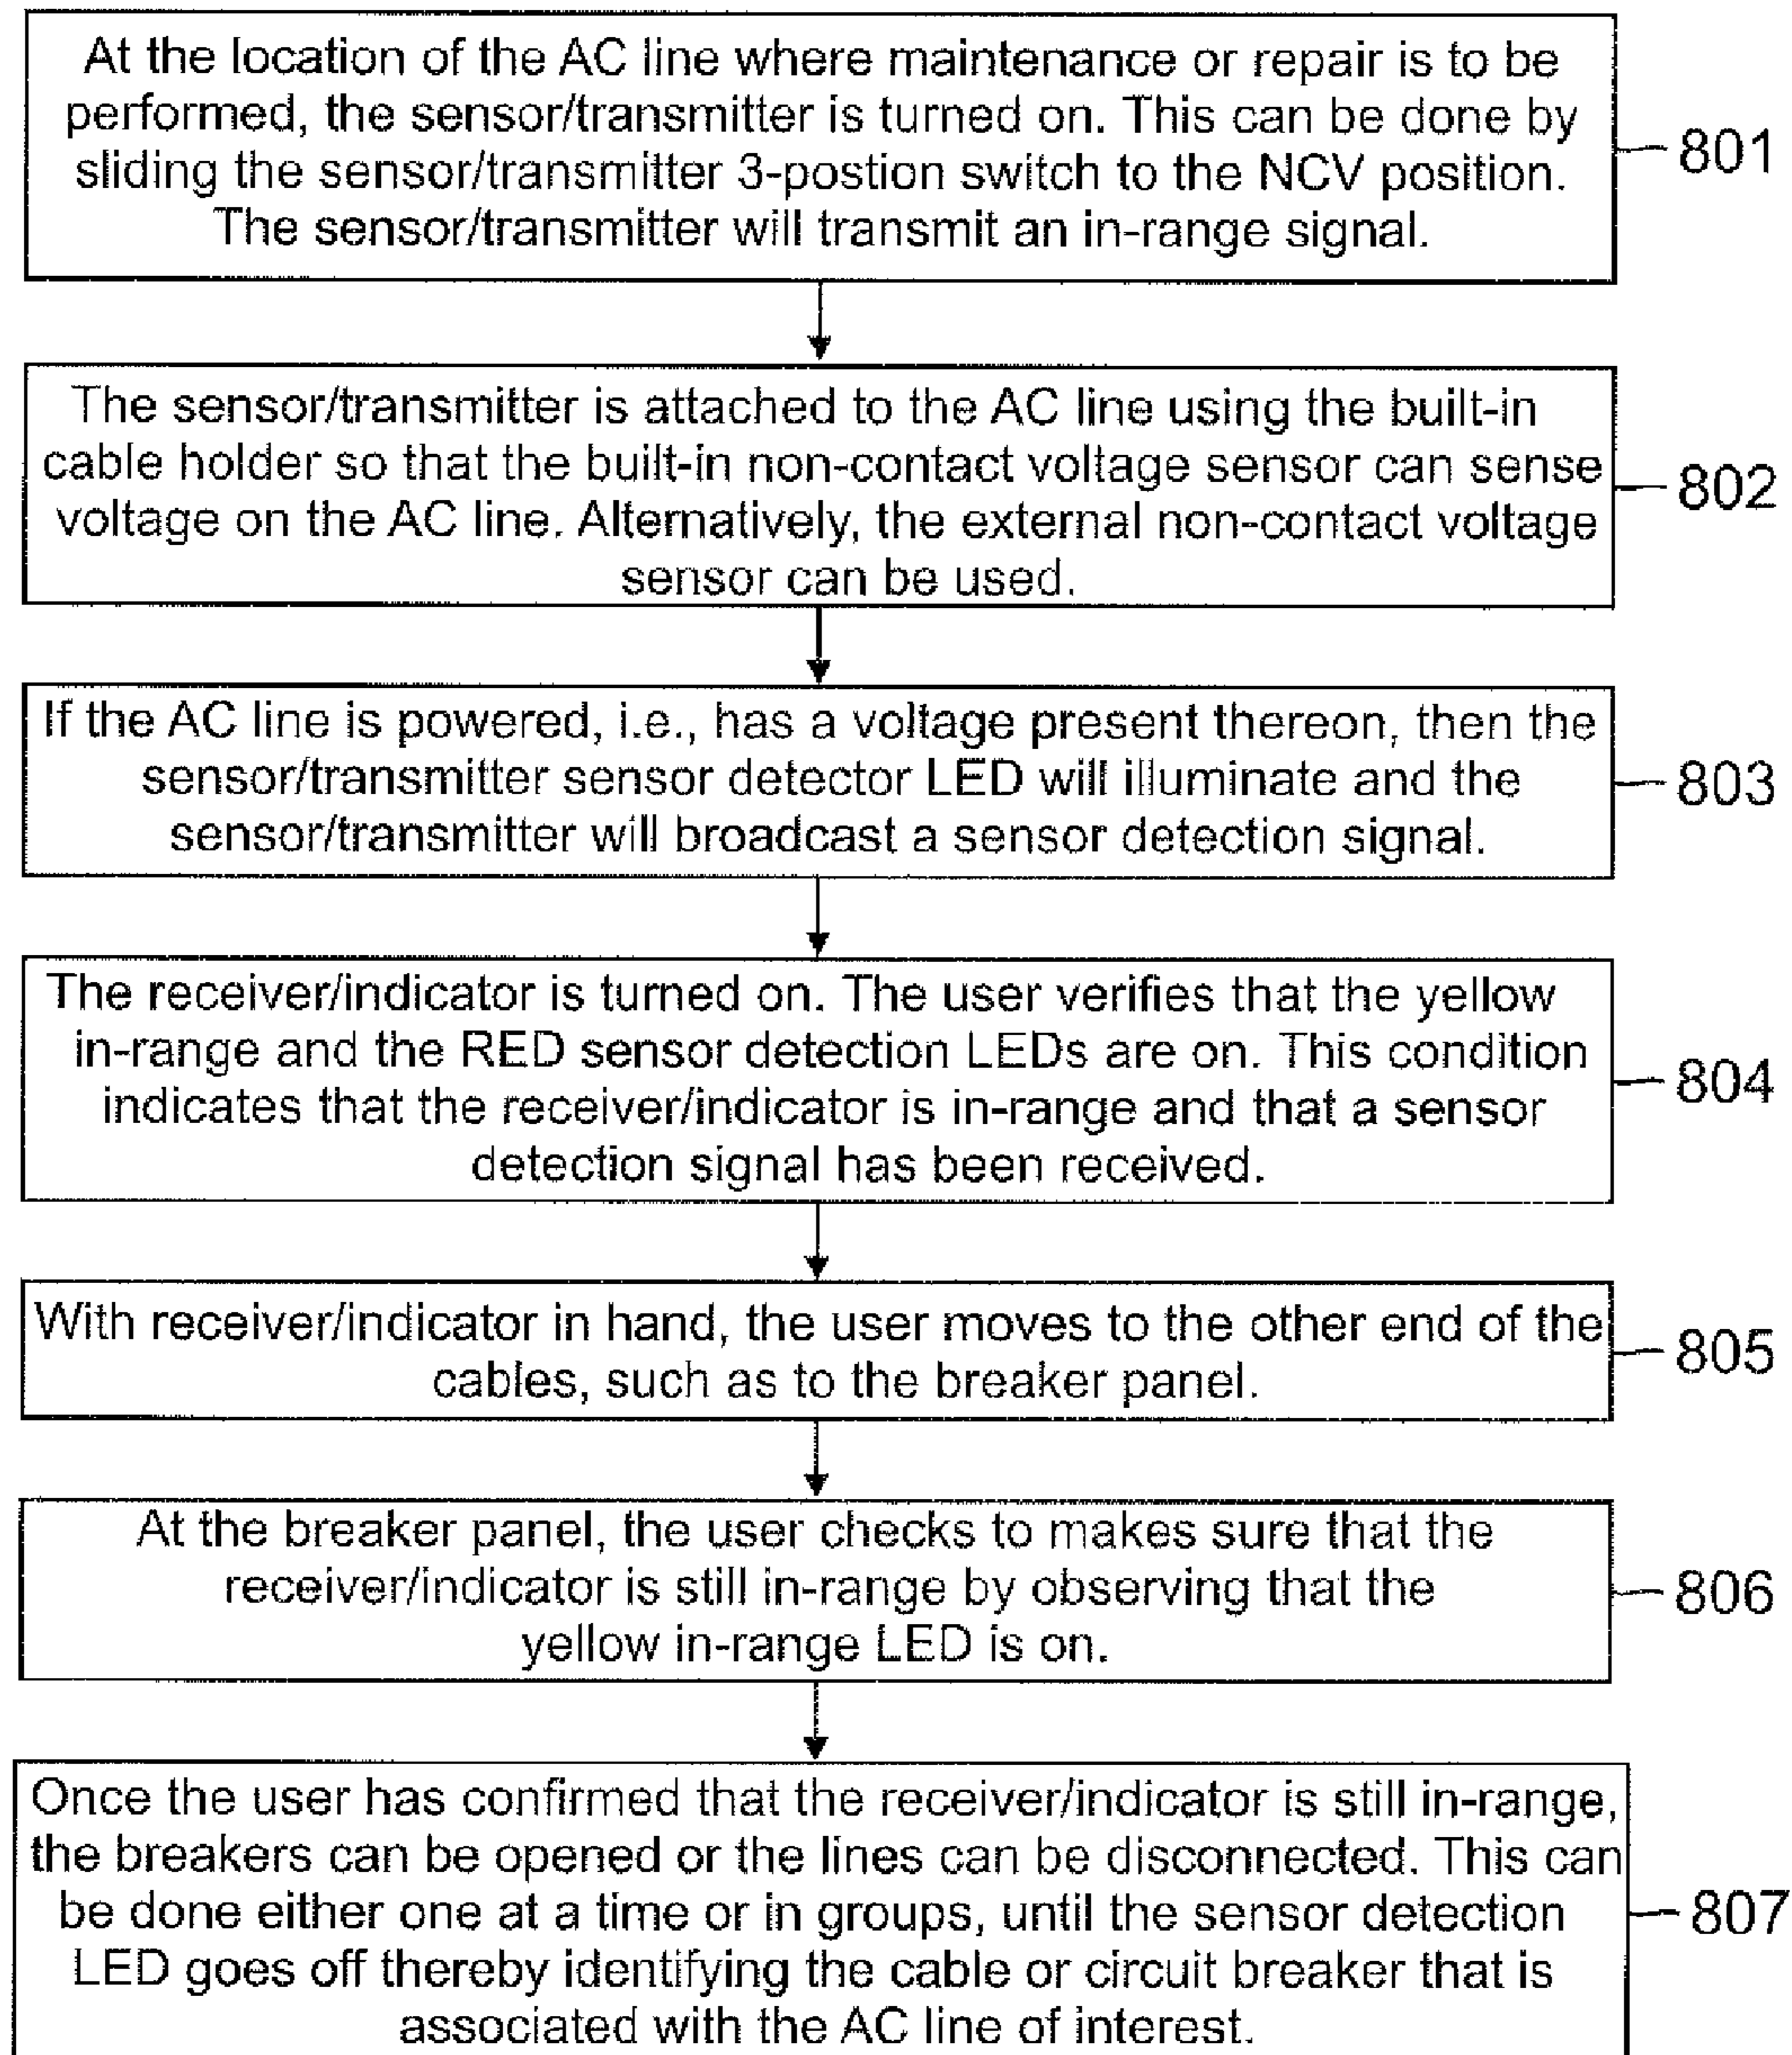 At the location of the AC line where maintenance or repair is to be
performed, the sensor/transmitter is turned on. This can be done by
sliding the sensor/transmitter 3-postion switch to the NCV position.
The sensor/transmitter will transmit an in-range signal.
801
The sensor/transmitter is attached to the AC line using the built-in
cable holder so that the built-in non-contact voltage sensor can sense
voltage on the AC line. Alternatively, the external non-contact voltage
sensor can be used.
802
If the AC line is powered, i.e., has a voltage present thereon, then the
sensor/transmitter sensor detector LED will illuminate and the
sensor/transmitter will broadcast a sensor detection signal.
803
The receiver/indicator is turned on. The user verifies that the yellow
in-range and the RED sensor detection LEDs are on. This condition
indicates that the receiver/indicator is in-range and that a sensor
detection signal has been received.
804
With receiver/indicator in hand, the user moves to the other end of the
cables, such as to the breaker panel.
805
At the breaker panel, the user checks to makes sure that the
receiver/indicator is still in-range by observing that the
yellow in-range LED is on.
806
Once the user has confirmed that the receiver/indicator is still in-range,
the breakers can be opened or the lines can be disconnected. This can
be done either one at a time or in groups, until the sensor detection
LED goes off thereby identifying the cable or circuit breaker that is
associated with the AC line of interest.
807